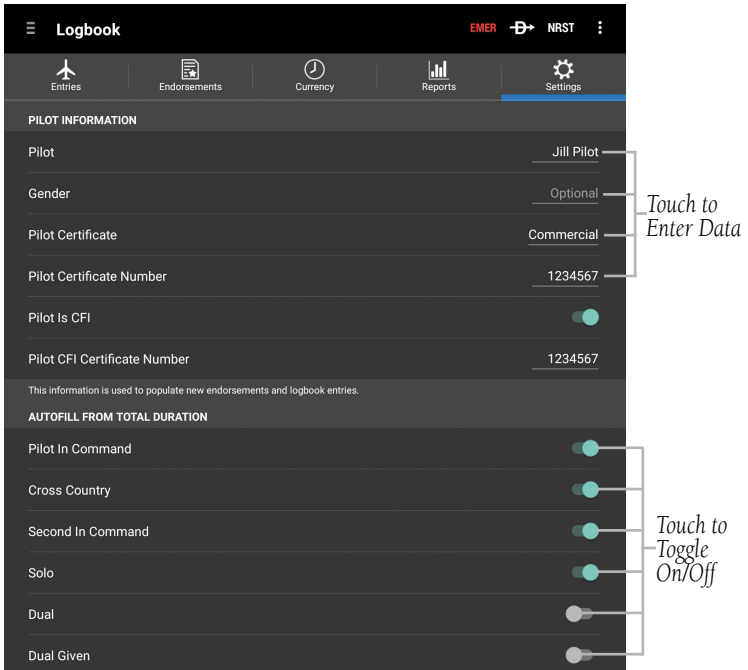 Logbook EMER D NRST
Entries Endorsements Currency Reports Settings
PILOT INFORMATION
Pilot Jill Pilot
Gender Optional
Pilot Certificate Commercial
Pilot Certificate Number 1234567
Pilot Is CFI
Pilot CFI Certificate Number 1234567
This information is used to populate new endorsements and logbook entries.
AUTOFILL FROM TOTAL DURATION
Pilot In Command
Cross Country
Second In Command
Solo
Dual
Dual Given
Touch to
Enter Data
Touch to
Toggle
On/Off